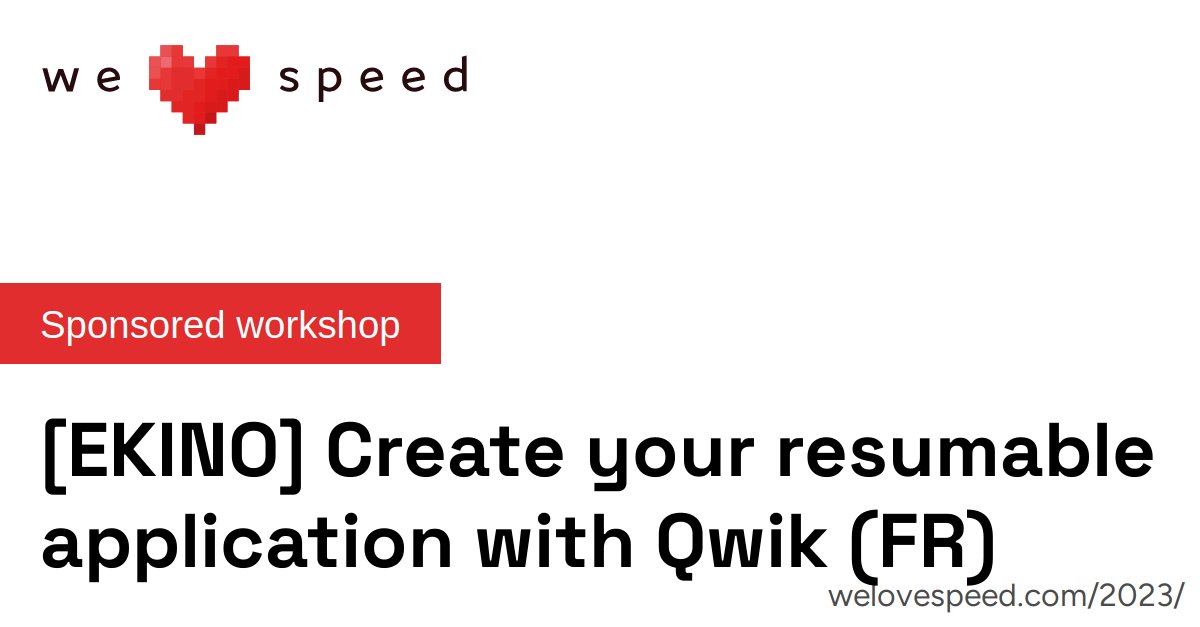 we speed
Sponsored workshop
[EKINO] Create your resumable
application with Qwik (FR)
welovespeed.com/2023/